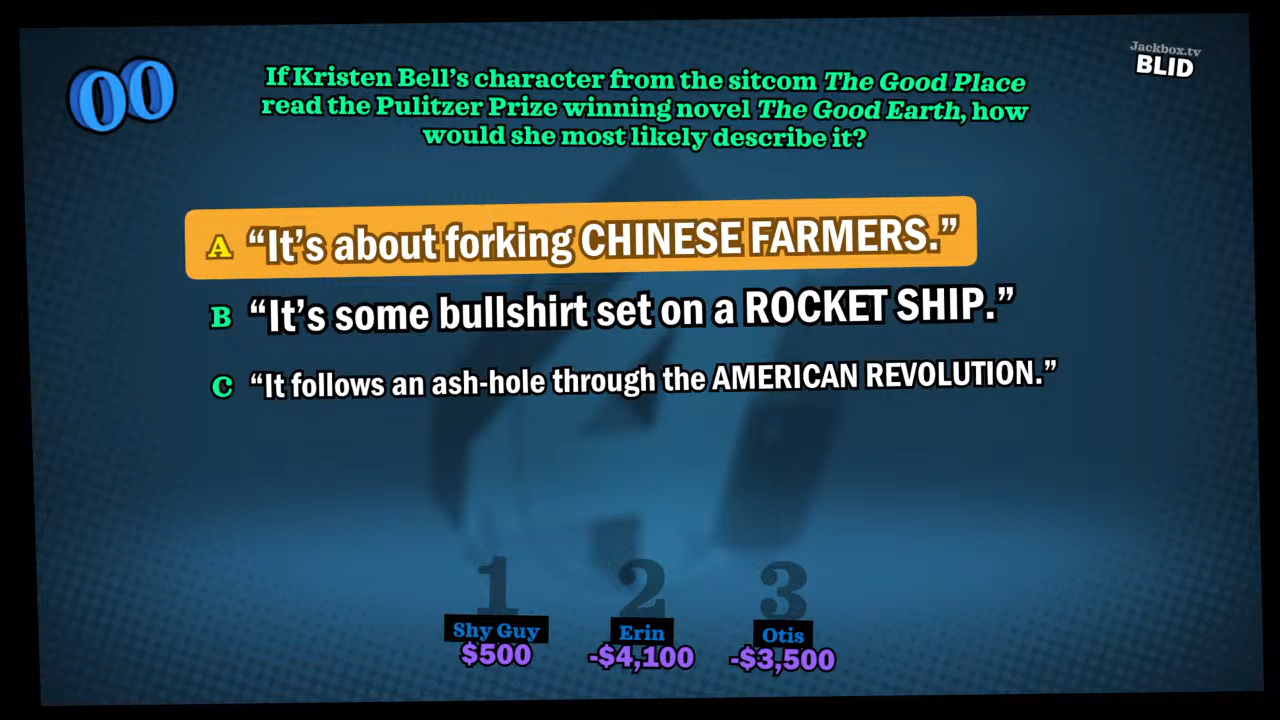 00
If Kristen Bell's character from the sitcom The Good Place
read the Pulitzer Prize winning novel The Good Earth, how
would she most likely describe it?
Jackbox.tv
BLID
A "It's about forking CHINESE FARMERS."
B "It's some bullshirt set on a ROCKET SHIP."
C "It follows an ash-hole through the AMERICAN REVOLUTION."
1 2 3
Shy Guy Erin Otis
$500 -$4,100 -$3,500